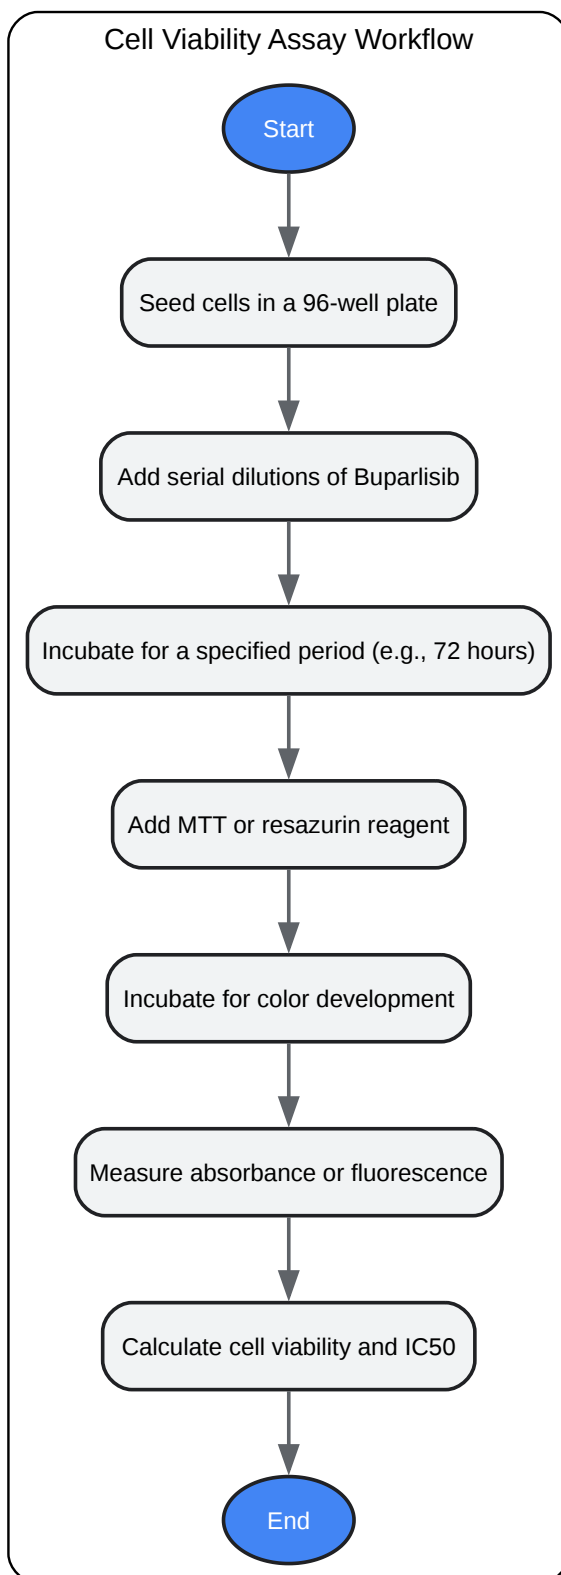 Cell Viability Assay Workflow
Start
Seed cells in a 96-well plate
Add serial dilutions of Buparlisib
Incubate for a specified period (e.g., 72 hours)
Add MTT or resazurin reagent
Incubate for color development
Measure absorbance or fluorescence
Calculate cell viability and IC50
End